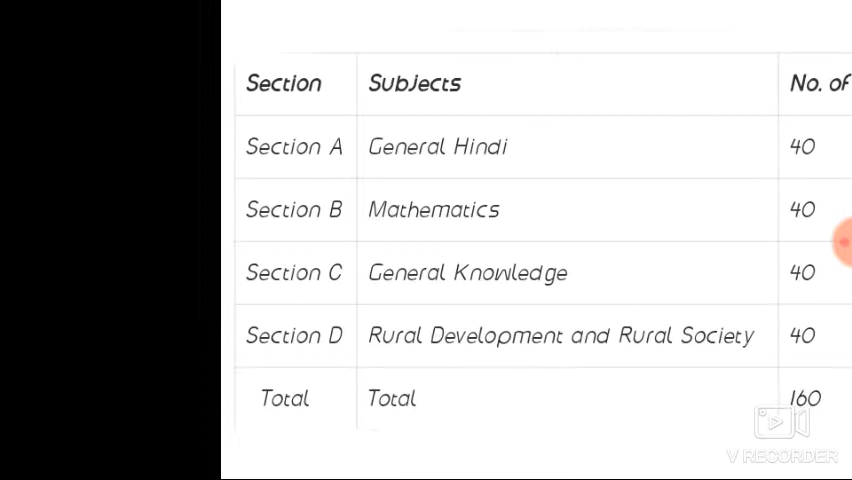 Section Subjects No. of
Section A General Hindi 40
Section B Mathematics 40
Section C General Knowledge 40
Section D Rural Development and Rural Society 40
Total Total 160
V RECORDER